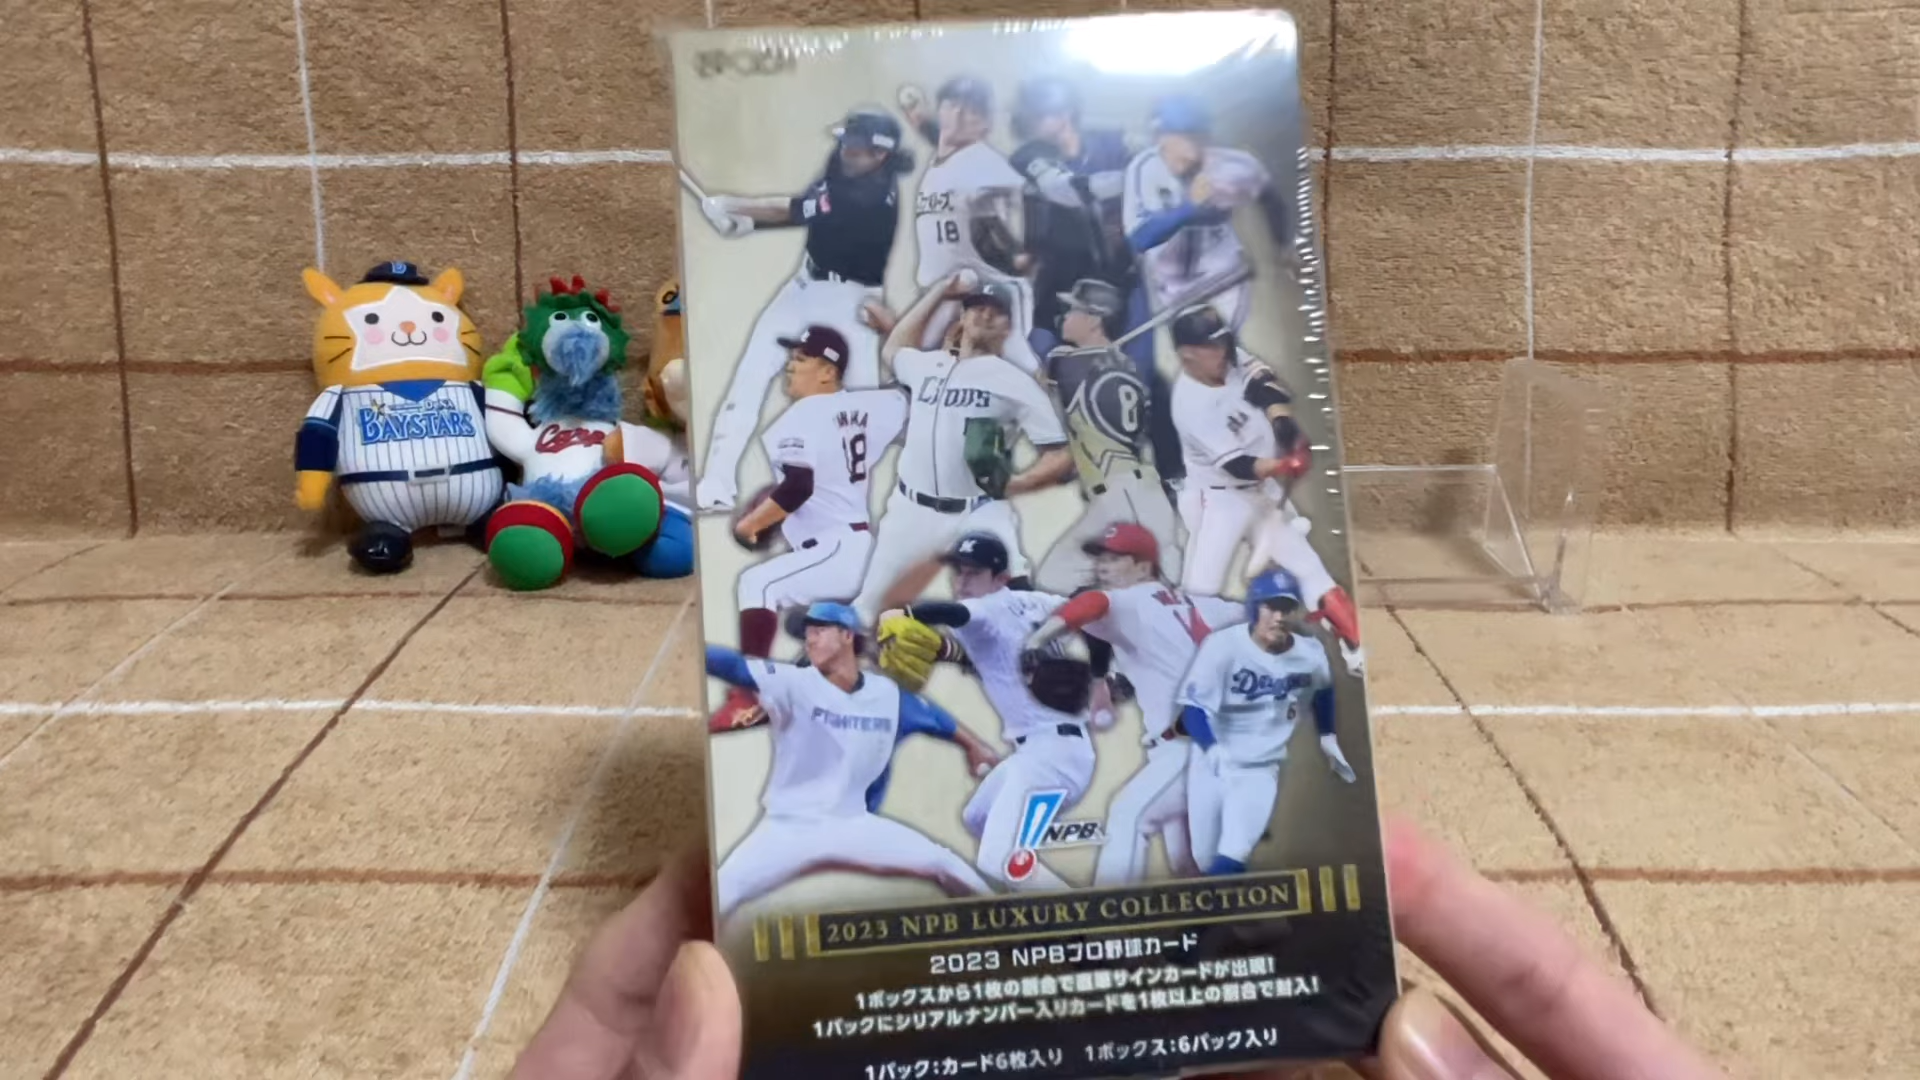 EPOCH
18
Lions
8
18
BAYSTARS
Carp
FIGHTERS
Dragons
6
NPB
2023 NPB LUXURY COLLECTION
2023 NPBプロ野球カード
1ボックスから1枚の割合で直筆サインカードが出現!
1パックにシリアルナンバー入りカードを1枚以上の割合で封入!
1パック:カード6枚入り 1ボックス:6パック入り